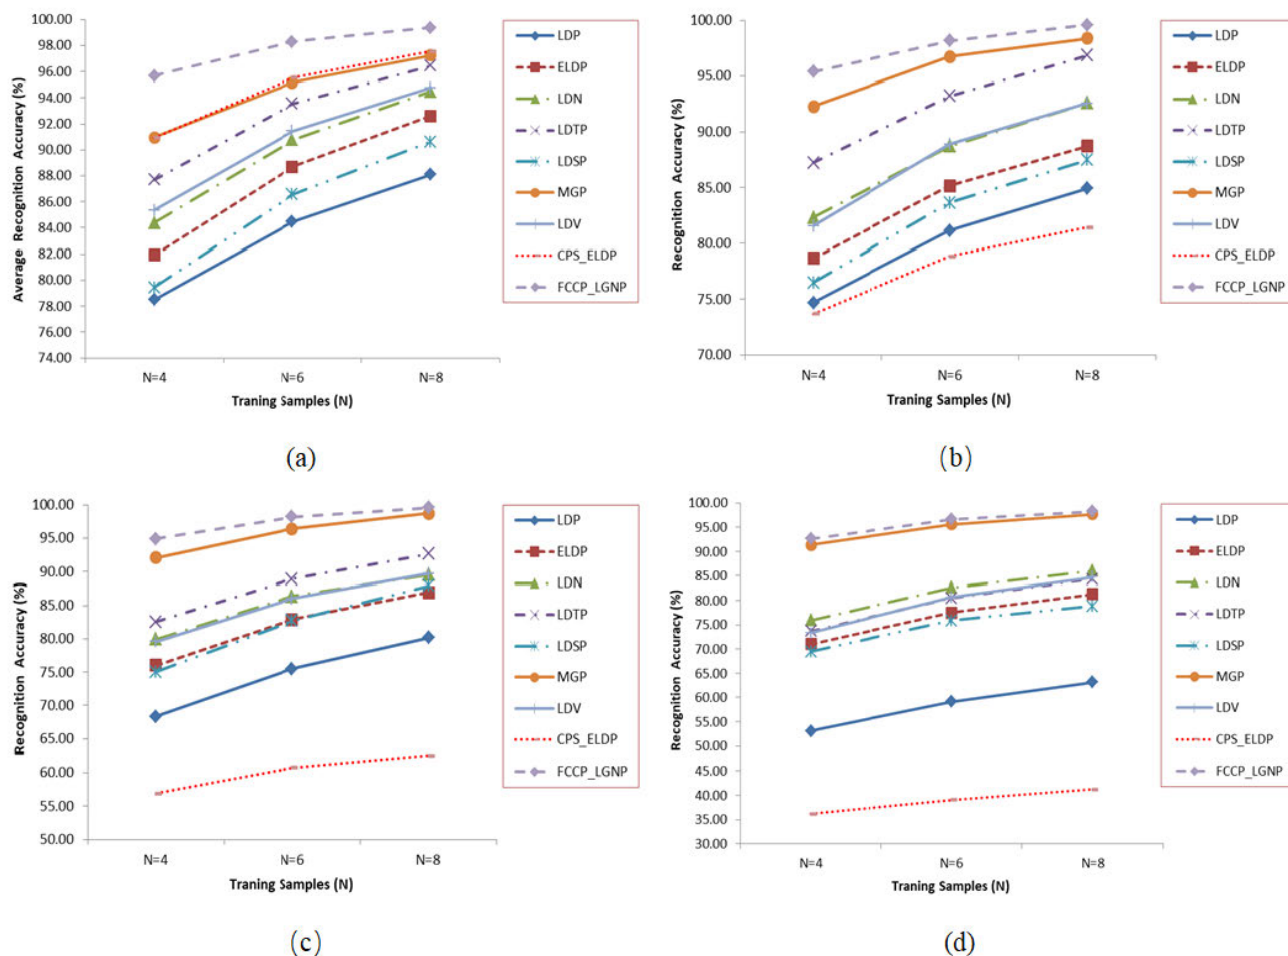 100.00
98.00
96.00
94.00
92.00
90.00
88.00
86.00
84.00
82.00
80.00
78.00
76.00
74.00
Average Recognition Accuracy (%)
N=4 N=6 N=8
Traning Samples (N)
LDP
ELDP
LDN
LDTP
LDSP
MGP
LDV
CPS_ELDP
FCCP_LGNP
(a)
100.00
95.00
90.00
85.00
80.00
75.00
70.00
Recognition Accuracy (%)
N=4 N=6 N=8
Traning Samples (N)
LDP
ELDP
LDN
LDTP
LDSP
MGP
LDV
CPS_ELDP
FCCP_LGNP
(b)
100.00
95.00
90.00
85.00
80.00
75.00
70.00
65.00
60.00
55.00
50.00
Recognition Accuracy (%)
N=4 N=6 N=8
Traning Samples (N)
LDP
ELDP
LDN
LDTP
LDSP
MGP
LDV
CPS_ELDP
FCCP_LGNP
(c)
100.00
95.00
90.00
85.00
80.00
75.00
70.00
65.00
60.00
55.00
50.00
45.00
40.00
35.00
30.00
Recognition Accuracy (%)
N=4 N=6 N=8
Traning Samples (N)
LDP
ELDP
LDN
LDTP
LDSP
MGP
LDV
CPS_ELDP
FCCP_LGNP
(d)